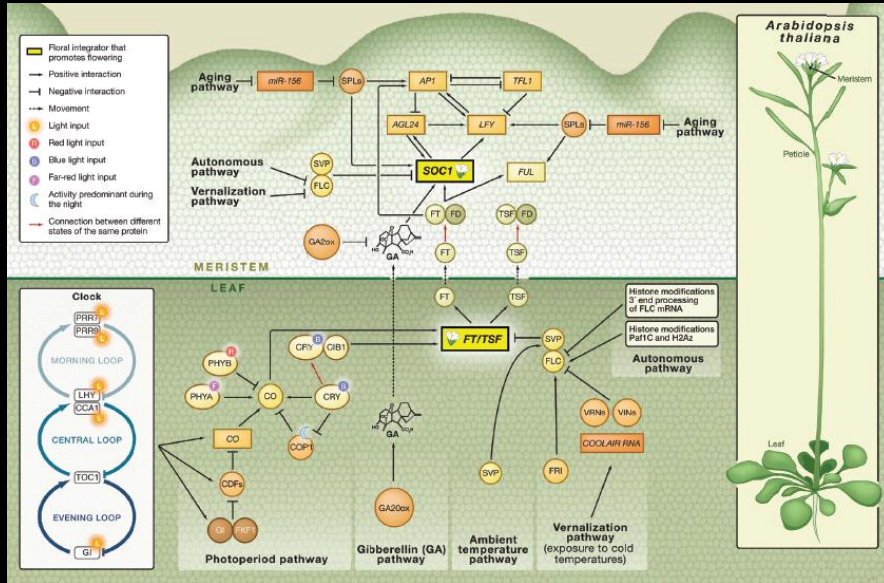 Floral integrator that
promotes flowering
Positive interaction
Negative interaction
Movement
L Light input
R Red light input
B Blue light input
F Far-red light input
Activity predominant during
the night
Connection between different
states of the same protein
Aging
pathway
miR-156
SPLs
AP1
TFL1
AGL24
LFY
SPLs
miR-156
Aging
pathway
Autonomous
pathway
Vernalization
pathway
SVP
FLC
SOC1
FUL
FT
FD
TSF
FD
GA2ox
HO
CO₂H
GA
FT
TSF
MERISTEM
LEAF
FT
TSF
FT/TSF
Clock
PRR7
L
PRR9
L
MORNING LOOP
LHY
L
CCA1
L
CENTRAL LOOP
TOC1
EVENING LOOP
GI
L
PHYB
R
PHYA
F
CO
CRY
B
CIB1
CRY
B
COP1
CO
CDFs
GI
FKF1
Photoperiod pathway
HO
CO₂H
GA
GA20ox
Gibberellin (GA)
pathway
SVP
FLC
SVP
Ambient
temperature
pathway
FRI
VRNs
VINs
COOLAIR RNA
Vernalization
pathway
(exposure to cold
temperatures)
Histone modifications
3´ end processing
of FLC mRNA
Histone modifications
Paf1C and H2Az
Autonomous
pathway
Arabidopsis
thaliana
Meristem
Petiole
Leaf